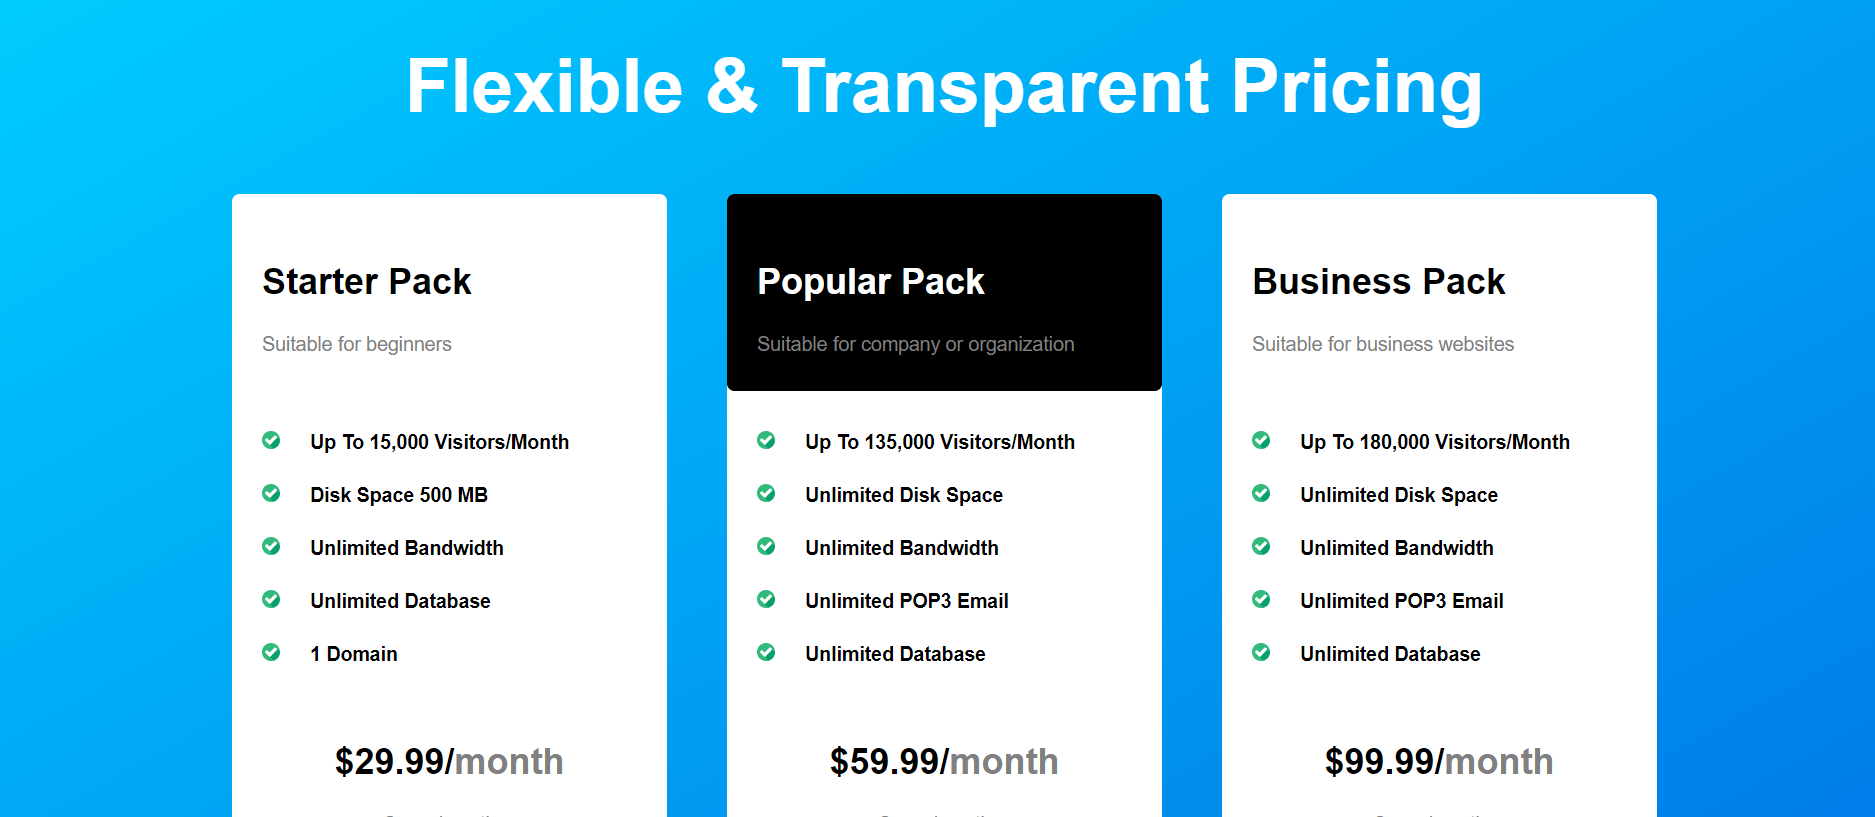 Flexible & Transparent Pricing
Starter Pack
Suitable for beginners
Up To 15,000 Visitors/Month
Disk Space 500 MB
Unlimited Bandwidth
Unlimited Database
1 Domain
$29.99/month
Popular Pack
Suitable for company or organization
Up To 135,000 Visitors/Month
Unlimited Disk Space
Unlimited Bandwidth
Unlimited POP3 Email
Unlimited Database
$59.99/month
Business Pack
Suitable for business websites
Up To 180,000 Visitors/Month
Unlimited Disk Space
Unlimited Bandwidth
Unlimited POP3 Email
Unlimited Database
$99.99/month